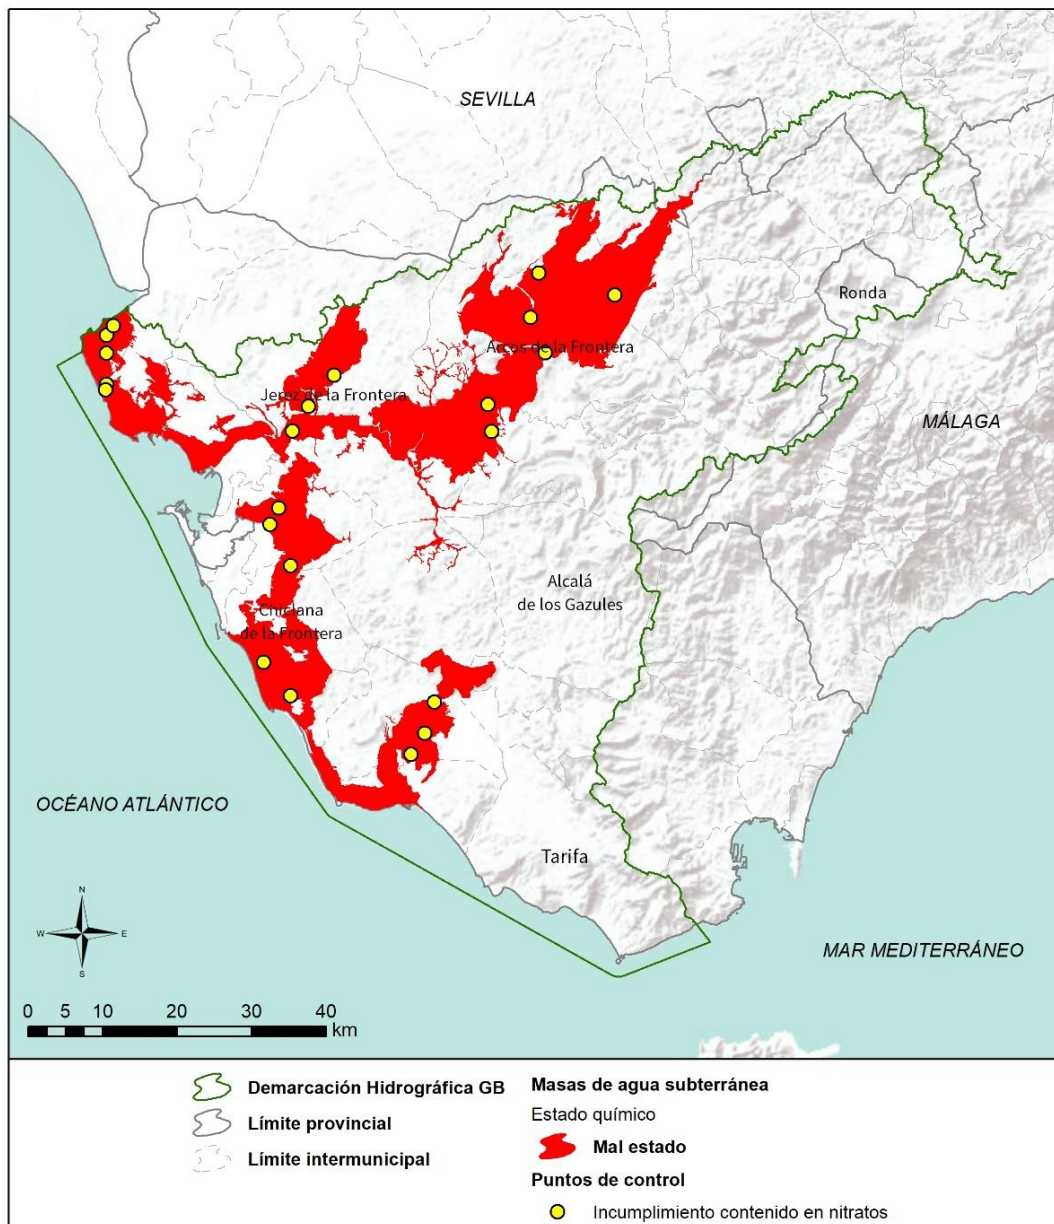 SEVILLA
Ronda
Arcos de la Frontera
Jerez de la Frontera
MÁLAGA
Alcalá
de los Gazules
Chiclana
de la Frontera
OCÉANO ATLÁNTICO
Tarifa
MAR MEDITERRÁNEO
N
W E
S
0 5 10 20 30 40
km
Demarcación Hidrográfica GB
Límite provincial
Límite intermunicipal
Masas de agua subterránea
Estado químico
Mal estado
Puntos de control
Incumplimiento contenido en nitratos